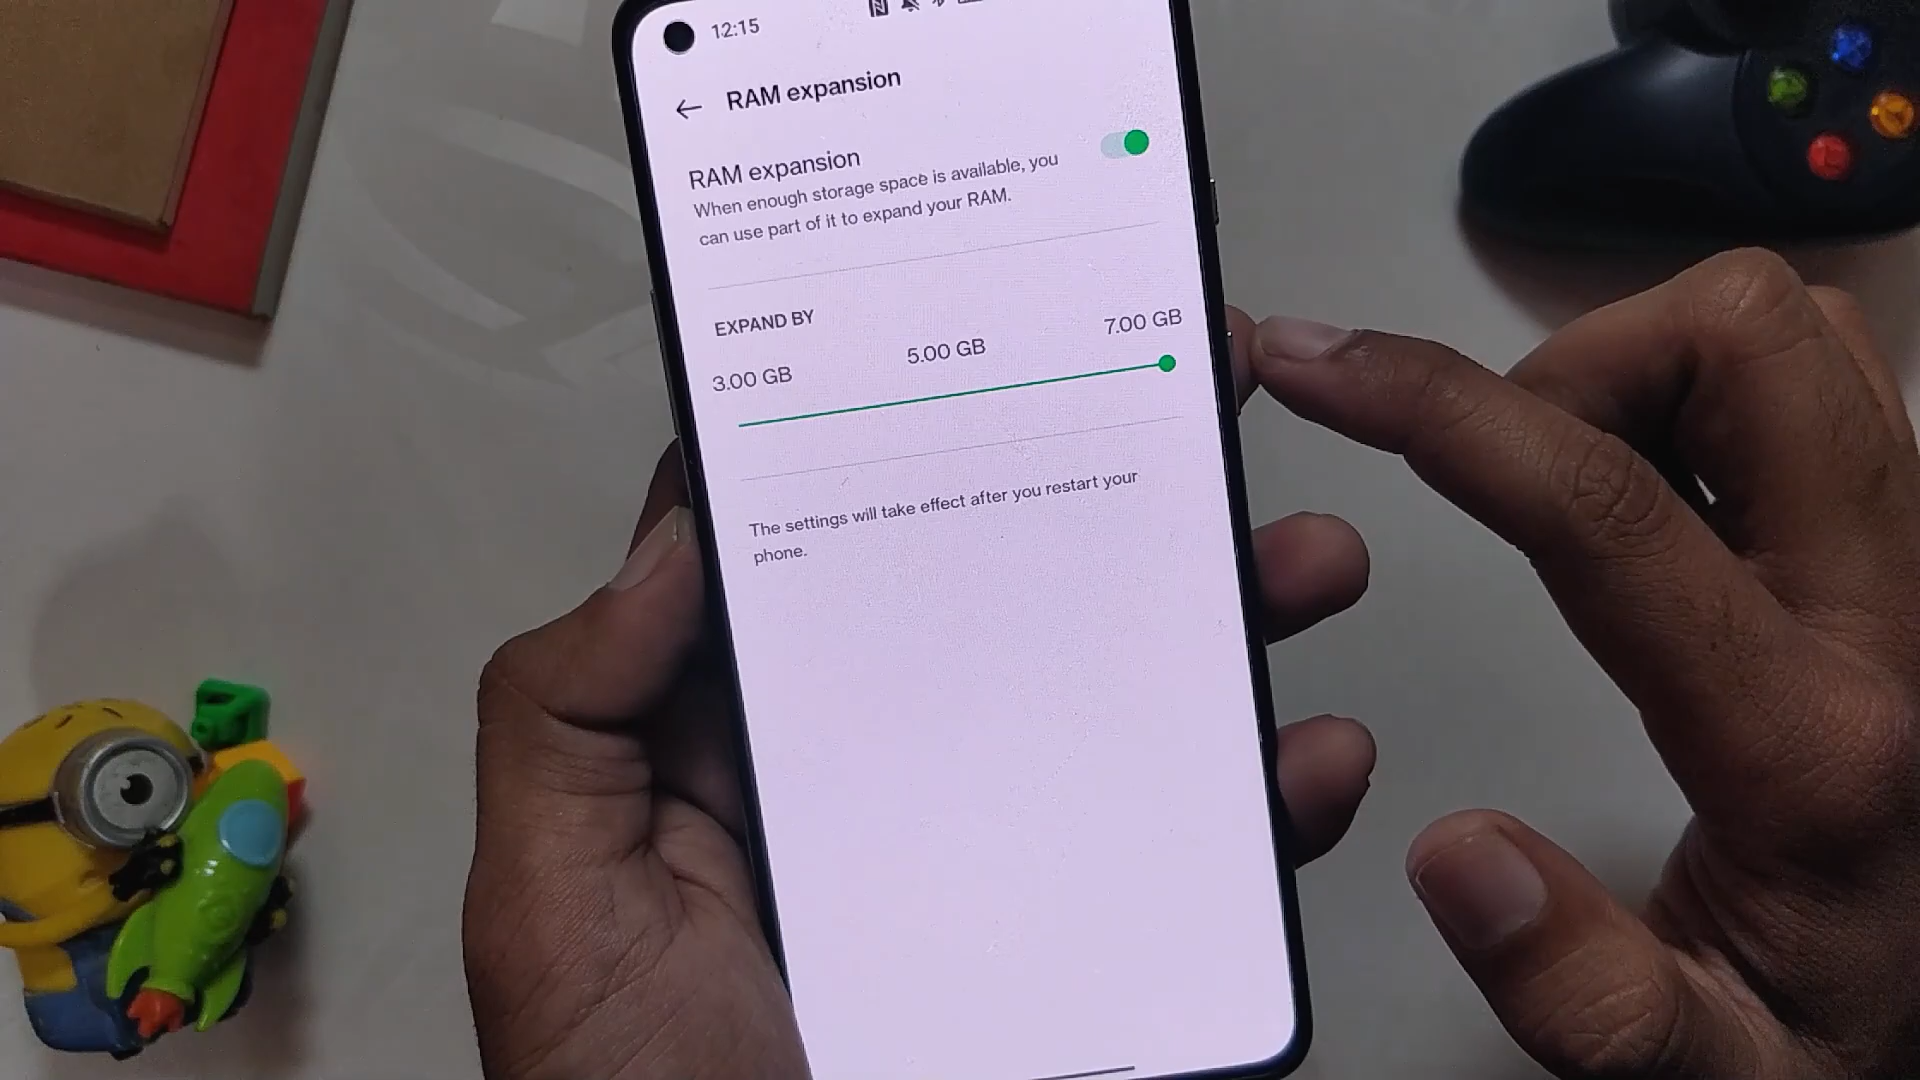 12:15
RAM expansion
RAM expansion
When enough storage space is available, you
can use part of it to expand your RAM.
EXPAND BY
3.00 GB
5.00 GB
7.00 GB
The settings will take effect after you restart your
phone.